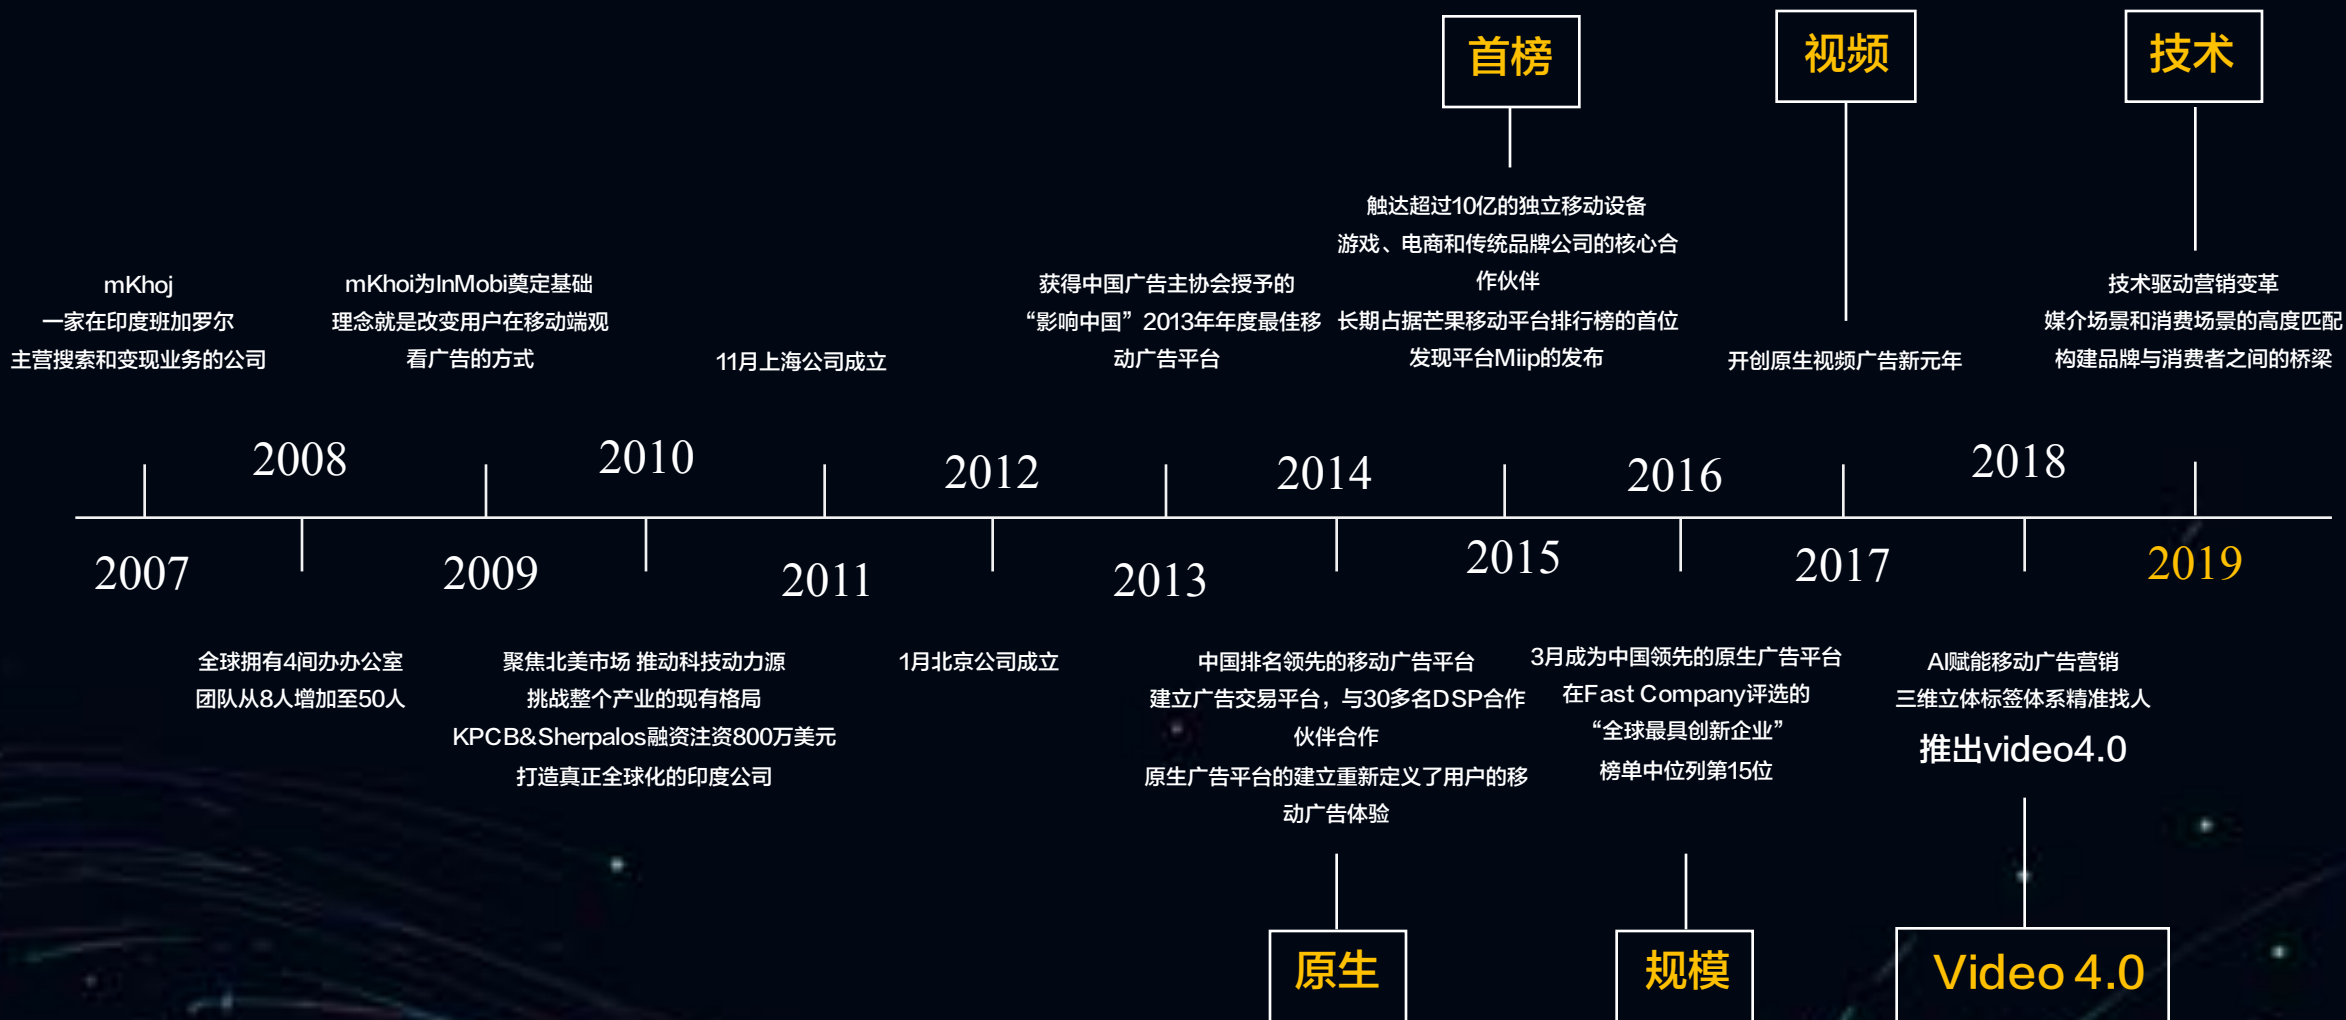 首榜
视频
技术
mKhoj
一家在印度班加罗尔
主营搜索和变现业务的公司
mKhoi为InMobi奠定基础
理念就是改变用户在移动端观
看广告的方式
11月上海公司成立
获得中国广告主协会授予的
“影响中国”2013年年度最佳移
动广告平台
触达超过10亿的独立移动设备
游戏、电商和传统品牌公司的核心合
作伙伴
长期占据芒果移动平台排行榜的首位
发现平台Miip的发布
开创原生视频广告新元年
技术驱动营销变革
媒介场景和消费场景的高度匹配
构建品牌与消费者之间的桥梁
2008
2010
2012
2014
2016
2018
2007
2009
2011
2013
2015
2017
2019
全球拥有4间办办公室
团队从8人增加至50人
聚焦北美市场 推动科技动力源
挑战整个产业的现有格局
KPCB&Sherpalos融资注资800万美元
打造真正全球化的印度公司
1月北京公司成立
中国排名领先的移动广告平台
建立广告交易平台，与30多名DSP合作
伙伴合作
原生广告平台的建立重新定义了用户的移
动广告体验
3月成为中国领先的原生广告平台
在Fast Company评选的
“全球最具创新企业”
榜单中位列第15位
AI赋能移动广告营销
三维立体标签体系精准找人
推出video4.0
原生
规模
Video 4.0